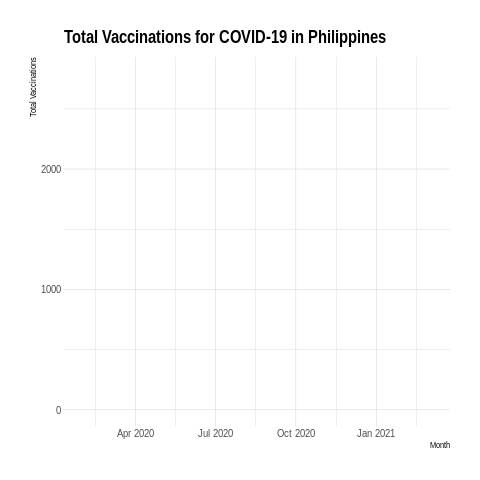 Total Vaccinations for COVID-19 in Philippines
Total Vaccinations
2000
1000
0
Apr 2020 Jul 2020 Oct 2020 Jan 2021
Month